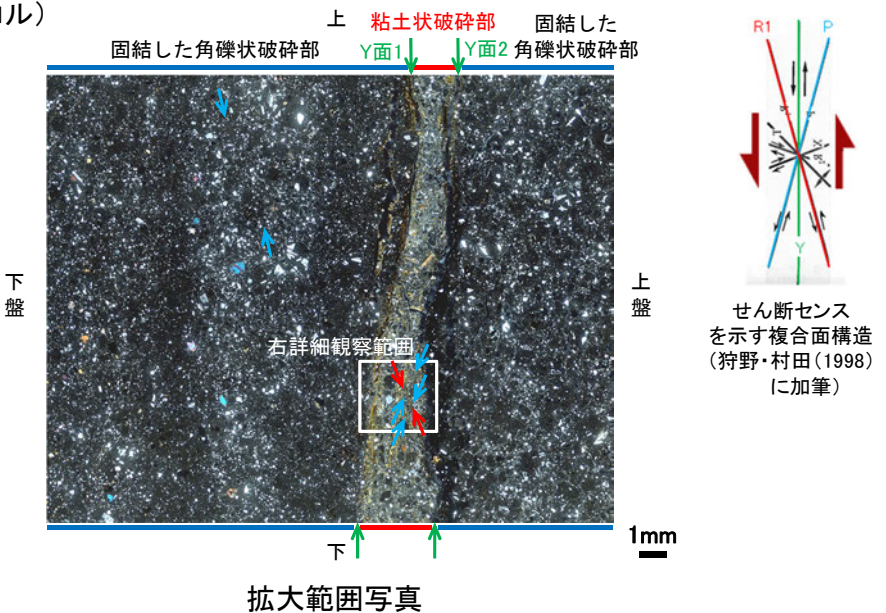 ル）
上
粘土状破砕部
固結した
角礫状破砕部
固結した角礫状破砕部
Y面1
Y面2
下
盤
上
盤
右詳細観察範囲
下
1mm
拡大範囲写真
R1
P
Y
せん断センス
を示す複合面構造
（狩野・村田（1998）
に加筆）